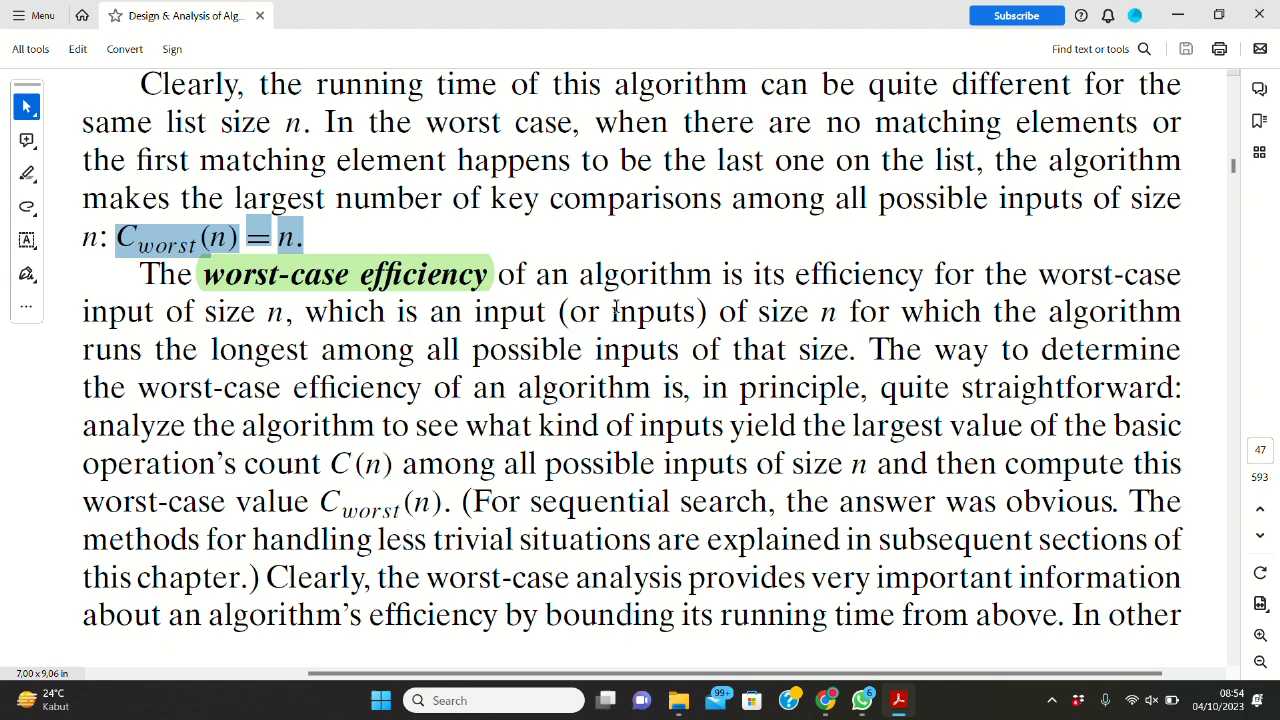 Menu
Design & Analysis of Alg...
Subscribe
All tools Edit Convert Sign
Find text or tools
Clearly, the running time of this algorithm can be quite different for the
same list size n. In the worst case, when there are no matching elements or
the first matching element happens to be the last one on the list, the algorithm
makes the largest number of key comparisons among all possible inputs of size
n: Cworst(n) = n.
The worst-case efficiency of an algorithm is its efficiency for the worst-case
input of size n, which is an input (or inputs) of size n for which the algorithm
runs the longest among all possible inputs of that size. The way to determine
the worst-case efficiency of an algorithm is, in principle, quite straightforward:
analyze the algorithm to see what kind of inputs yield the largest value of the basic
operation's count C(n) among all possible inputs of size n and then compute this
worst-case value Cworst(n). (For sequential search, the answer was obvious. The
methods for handling less trivial situations are explained in subsequent sections of
this chapter.) Clearly, the worst-case analysis provides very important information
about an algorithm's efficiency by bounding its running time from above. In other
47
593
7,00 x 9,06 in
24°C
Kabut
Search
99+
6
08:54
04/10/2023